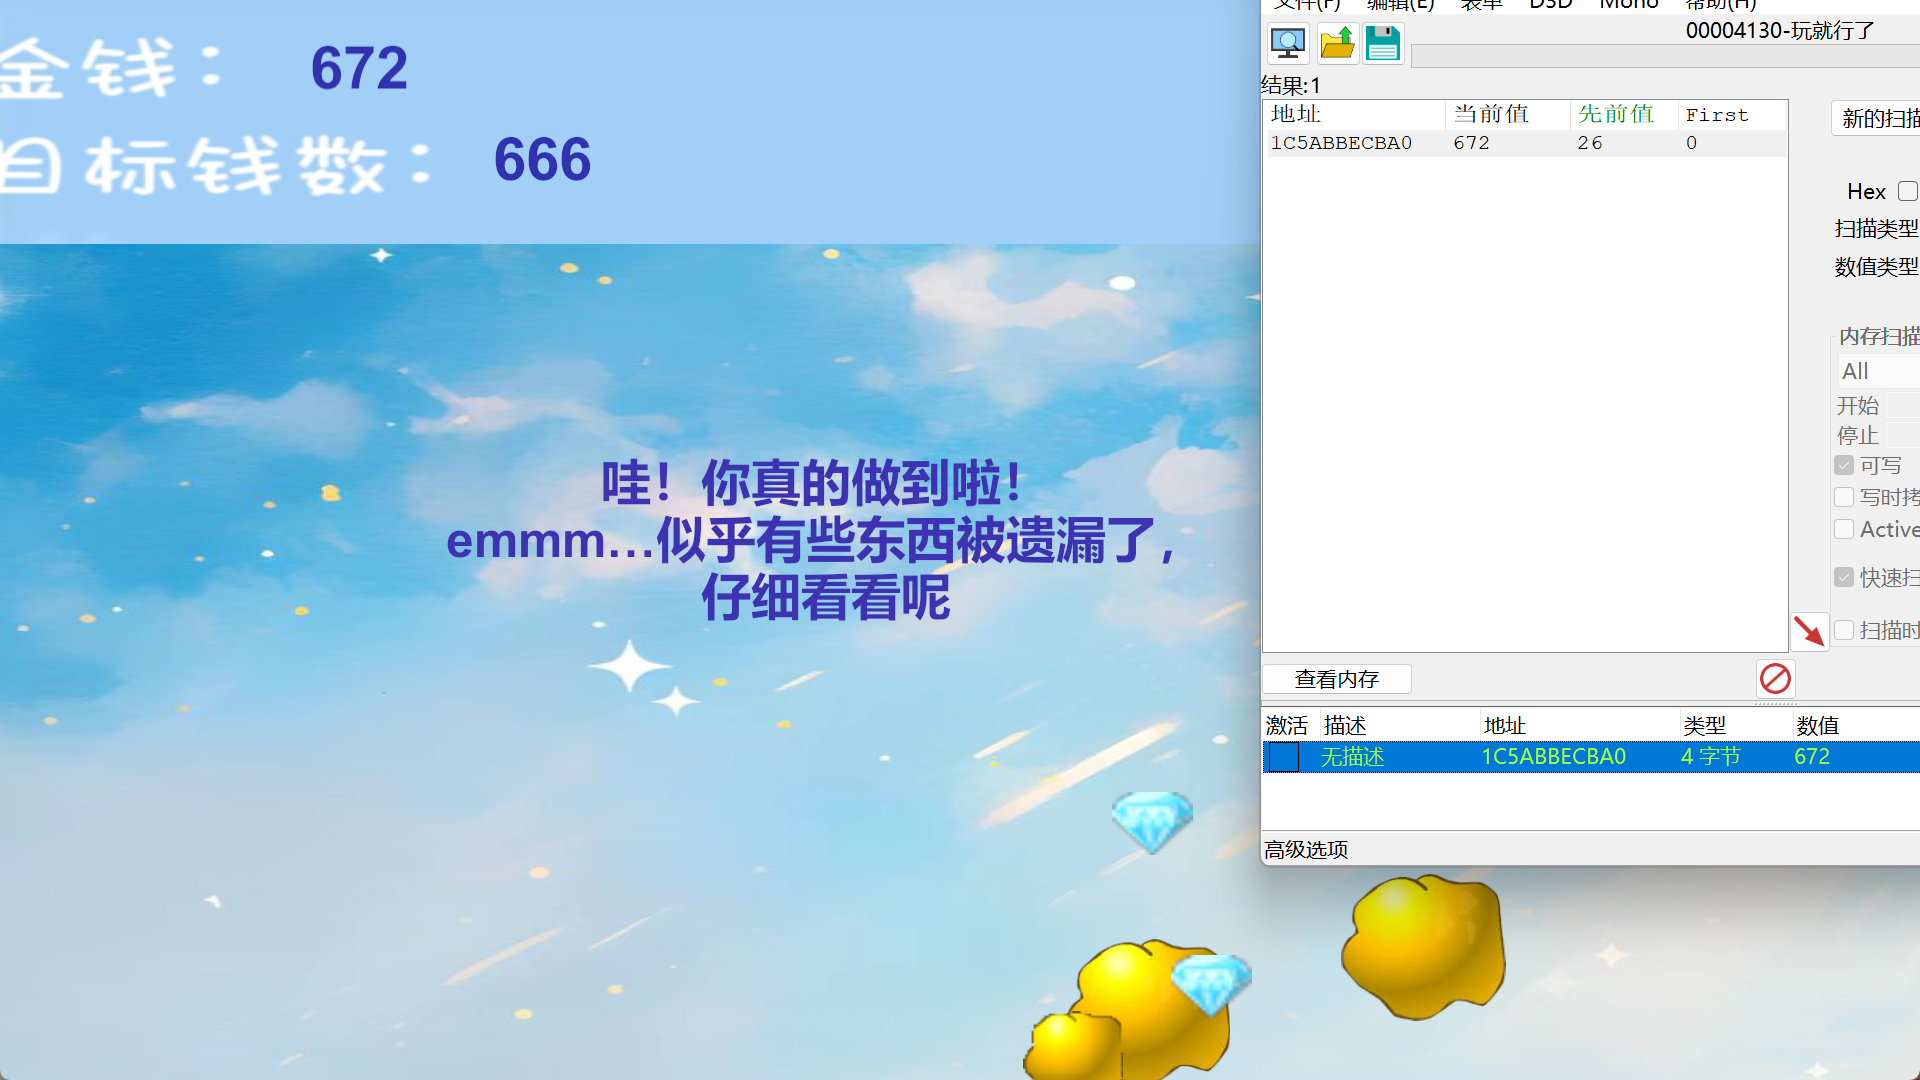 金钱： 672
目标钱数： 666
哇！你真的做到啦！
emmm…似乎有些东西被遗漏了，
仔细看看呢
文件(F) 编辑(E) 表单 D3D Mono 帮助(H)
00004130-玩就行了
结果:1
地址 当前值 先前值 First
1C5ABBECBA0 672 26 0
新的扫描
Hex
扫描类型
数值类型
内存扫描
All
开始
停止
可写
写时拷
Active
快速扫
扫描时
查看内存
激活 描述 地址 类型 数值
无描述 1C5ABBECBA0 4 字节 672
高级选项